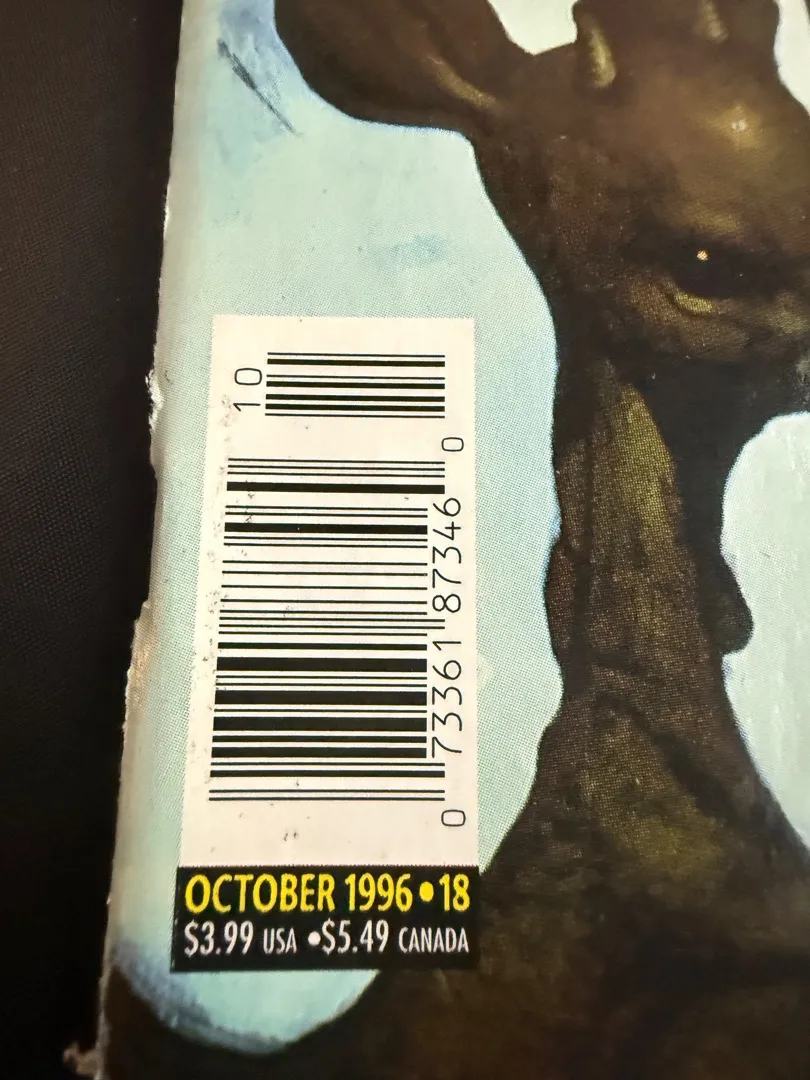 10
0 73361 87346 0
OCTOBER 1996 • 18
$3.99 USA • $5.49 CANADA